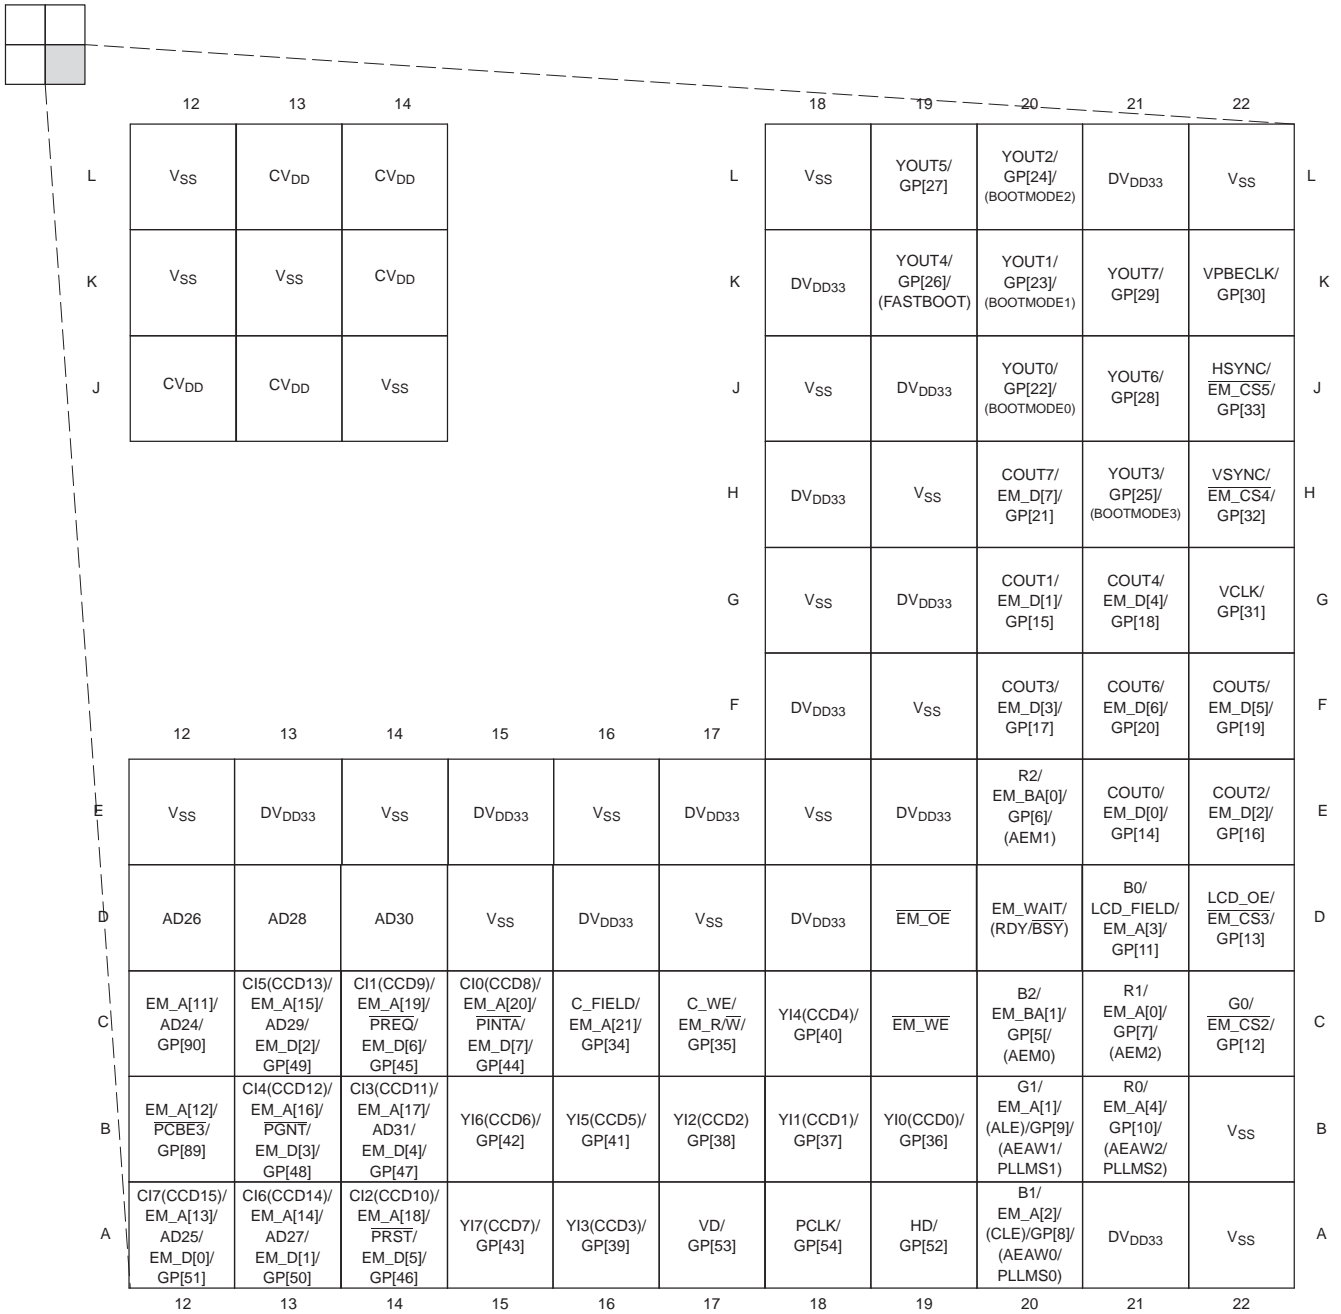 12 13 14 18 19 20 21 22
L VSS CVDD CVDD L VSS YOUT5/ GP[27] YOUT2/ GP[24]/ (BOOTMODE2) DVDD33 VSS L
K VSS VSS CVDD K DVDD33 YOUT4/ GP[26]/ (FASTBOOT) YOUT1/ GP[23]/ (BOOTMODE1) YOUT7/ GP[29] VPBECLK/ GP[30] K
J CVDD CVDD VSS J VSS DVDD33 YOUT0/ GP[22]/ (BOOTMODE0) YOUT6/ GP[28] HSYNC/ EM_CS5/ GP[33] J
H DVDD33 VSS COUT7/ EM_D[7]/ GP[21] YOUT3/ GP[25]/ (BOOTMODE3) VSYNC/ EM_CS4/ GP[32] H
G VSS DVDD33 COUT1/ EM_D[1]/ GP[15] COUT4/ EM_D[4]/ GP[18] VCLK/ GP[31] G
F DVDD33 VSS COUT3/ EM_D[3]/ GP[17] COUT6/ EM_D[6]/ GP[20] COUT5/ EM_D[5]/ GP[19] F
12 13 14 15 16 17
E VSS DVDD33 VSS DVDD33 VSS DVDD33 VSS DVDD33 R2/ EM_BA[0]/ GP[6]/ (AEM1) COUT0/ EM_D[0]/ GP[14] COUT2/ EM_D[2]/ GP[16] E
D AD26 AD28 AD30 VSS DVDD33 VSS DVDD33 EM_OE EM_WAIT/ (RDY/BSY) B0/ LCD_FIELD/ EM_A[3]/ GP[11] LCD_OE/ EM_CS3/ GP[13] D
C EM_A[11]/ AD24/ GP[90] CI5(CCD13)/ EM_A[15]/ AD29/ EM_D[2]/ GP[49] CI1(CCD9)/ EM_A[19]/ PREQ/ EM_D[6]/ GP[45] CI0(CCD8)/ EM_A[20]/ PINTA/ EM_D[7]/ GP[44] C_FIELD/ EM_A[21]/ GP[34] C_WE/ EM_R/W/ GP[35] YI4(CCD4)/ GP[40] EM_WE B2/ EM_BA[1]/ GP[5[/ (AEM0) R1/ EM_A[0]/ GP[7]/ (AEM2) G0/ EM_CS2/ GP[12] C
B EM_A[12]/ PCBE3/ GP[89] CI4(CCD12)/ EM_A[16]/ PGNT/ EM_D[3]/ GP[48] CI3(CCD11)/ EM_A[17]/ AD31/ EM_D[4]/ GP[47] YI6(CCD6)/ GP[42] YI5(CCD5)/ GP[41] YI2(CCD2) GP[38] YI1(CCD1)/ GP[37] YI0(CCD0)/ GP[36] G1/ EM_A[1]/ (ALE)/GP[9]/ (AEAW1/ PLLMS1) R0/ EM_A[4]/ GP[10]/ (AEAW2/ PLLMS2) VSS B
A CI7(CCD15)/ EM_A[13]/ AD25/ EM_D[0]/ GP[51] CI6(CCD14)/ EM_A[14]/ AD27/ EM_D[1]/ GP[50] CI2(CCD10)/ EM_A[18]/ PRST/ EM_D[5]/ GP[46] YI7(CCD7)/ GP[43] YI3(CCD3)/ GP[39] VD/ GP[53] PCLK/ GP[54] HD/ GP[52] B1/ EM_A[2]/ (CLE)/GP[8]/ (AEAW0/ PLLMS0) DVDD33 VSS A
12 13 14 15 16 17 18 19 20 21 22